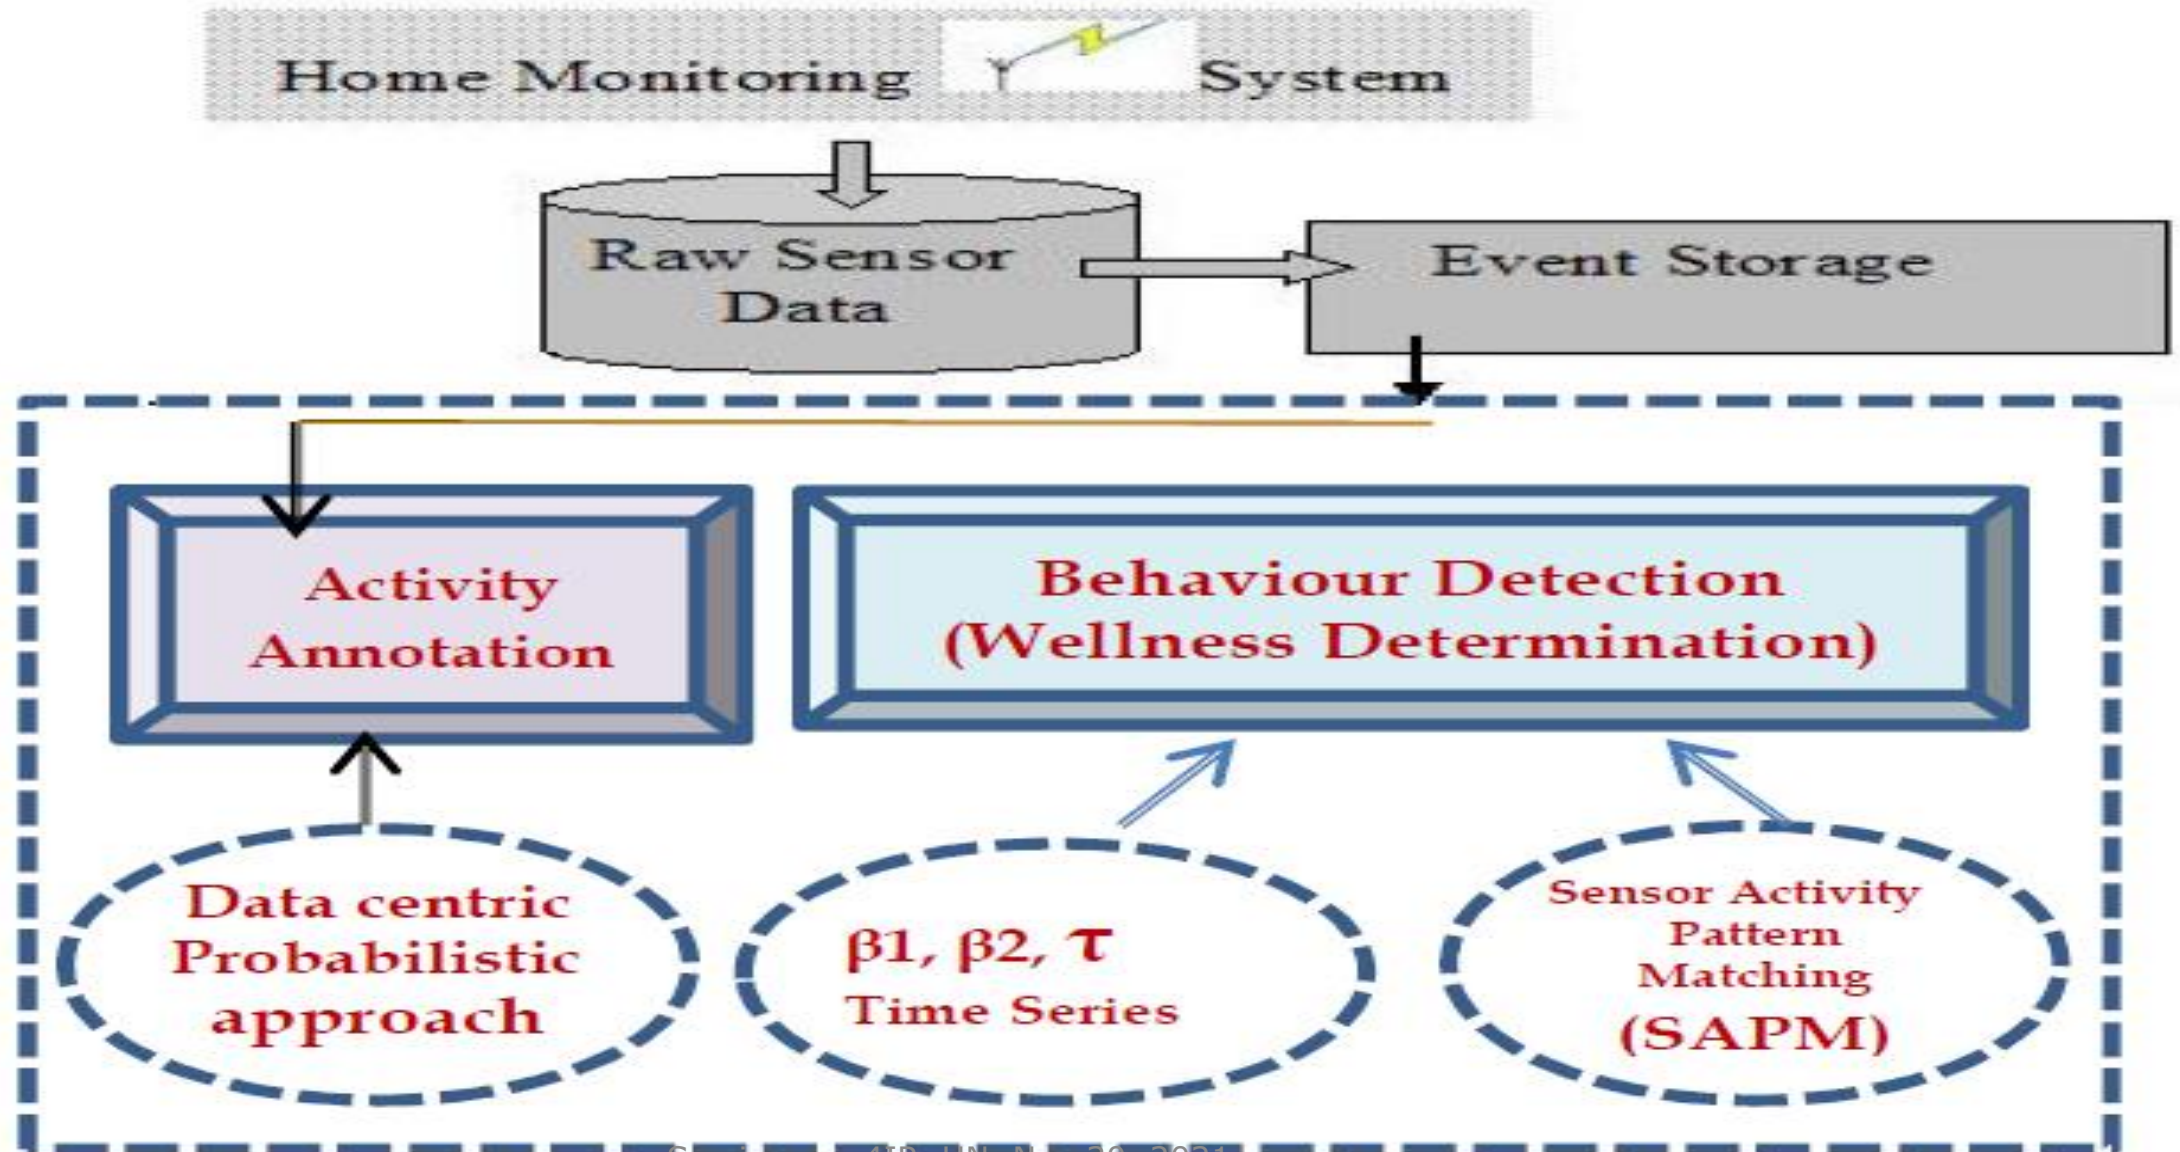 Home Monitoring System
Raw Sensor
Data
Event Storage
Activity
Annotation
Behaviour Detection
(Wellness Determination)
Data centric
Probabilistic
approach
β1, β2, τ
Time Series
Sensor Activity
Pattern
Matching
(SAPM)